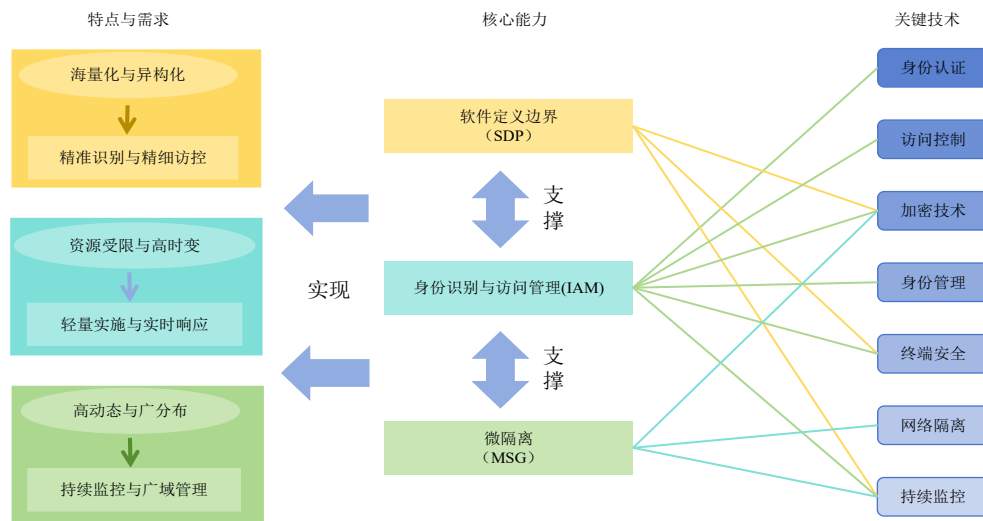 特点与需求
海量化与异构化
精准识别与精细访控
资源受限与高时变
轻量实施与实时响应
高动态与广分布
持续监控与广域管理
实现
核心能力
软件定义边界
（SDP）
支
撑
身份识别与访问管理(IAM)
支
撑
微隔离
（MSG）
关键技术
身份认证
访问控制
加密技术
身份管理
终端安全
网络隔离
持续监控